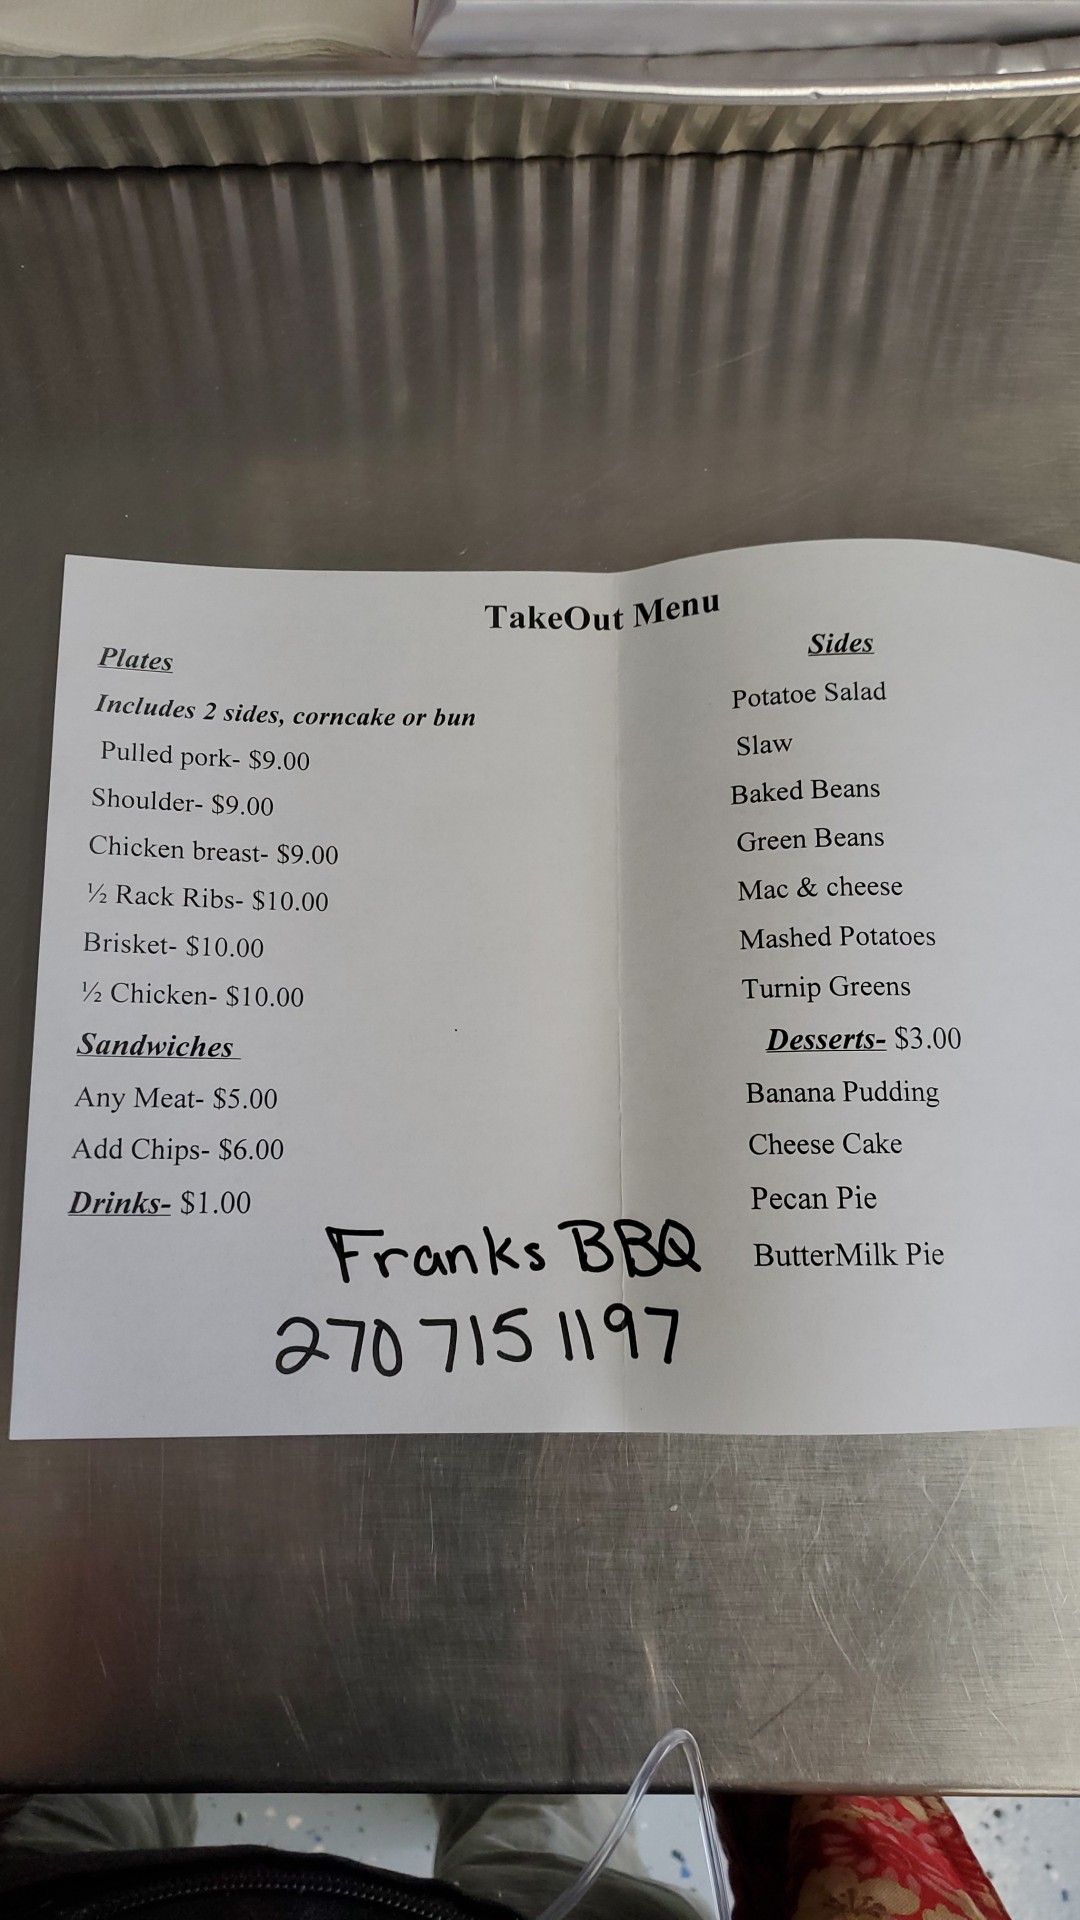 TakeOut Menu
Plates
Includes 2 sides, corncake or bun
Pulled pork- $9.00
Shoulder- $9.00
Chicken breast- $9.00
½ Rack Ribs- $10.00
Brisket- $10.00
½ Chicken- $10.00
Sandwiches
Any Meat- $5.00
Add Chips- $6.00
Drinks- $1.00
Sides
Potatoe Salad
Slaw
Baked Beans
Green Beans
Mac & cheese
Mashed Potatoes
Turnip Greens
Desserts- $3.00
Banana Pudding
Cheese Cake
Pecan Pie
ButterMilk Pie
Franks BBQ
270 715 1197